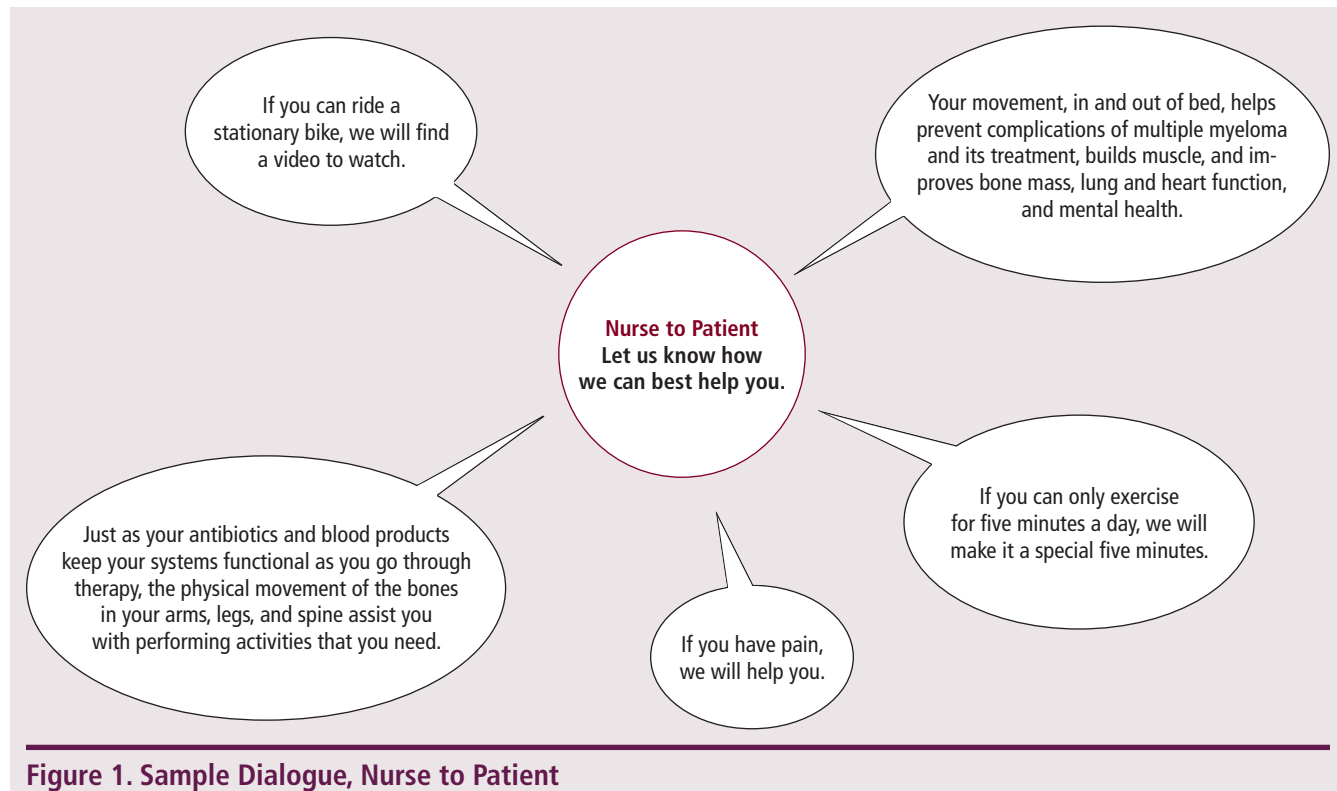 If you can ride a
stationary bike, we will find
a video to watch.
Your movement, in and out of bed, helps
prevent complications of multiple myeloma
and its treatment, builds muscle, and im-
proves bone mass, lung and heart function,
and mental health.
Nurse to Patient
Let us know how
we can best help you.
Just as your antibiotics and blood products
keep your systems functional as you go through
therapy, the physical movement of the bones
in your arms, legs, and spine assist you
with performing activities that you need.
If you can only exercise
for five minutes a day, we will
make it a special five minutes.
If you have pain,
we will help you.
Figure 1. Sample Dialogue, Nurse to Patient